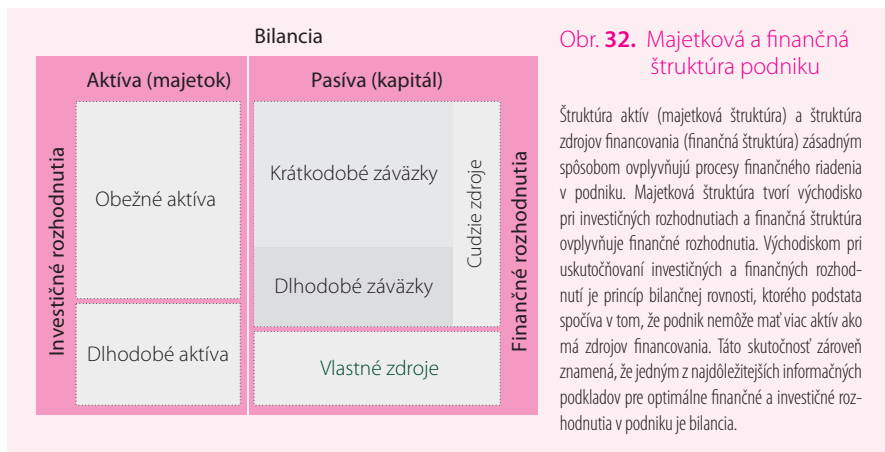 Bilancia
Aktíva (majetok)
Pasíva (kapitál)
Investičné rozhodnutia
Obežné aktíva
Dlhodobé aktíva
Krátkodobé záväzky
Dlhodobé záväzky
Cudzie zdroje
Vlastné zdroje
Finančné rozhodnutia
Obr. 32. Majetková a finančná
štruktúra podniku
Štruktúra aktív (majetková štruktúra) a štruktúra
zdrojov financovania (finančná štruktúra) zásadným
spôsobom ovplyvňujú procesy finančného riadenia
v podniku. Majetková štruktúra tvorí východisko
pri investičných rozhodnutiach a finančná štruktúra
ovplyvňuje finančné rozhodnutia. Východiskom pri
uskutočňovaní investičných a finančných rozhod-
nutí je princíp bilančnej rovnosti, ktorého podstata
spočíva v tom, že podnik nemôže mať viac aktív ako
má zdrojov financovania. Táto skutočnosť zároveň
znamená, že jedným z najdôležitejších informačných
podkladov pre optimálne finančné a investičné roz-
hodnutia v podniku je bilancia.